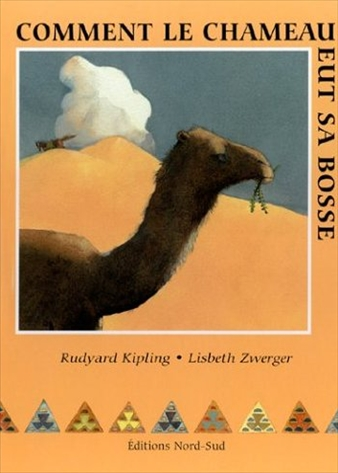 COMMENT LE CHAMEAU
EUT SA BOSSE
Rudyard Kipling • Lisbeth Zwerger
Éditions Nord-Sud